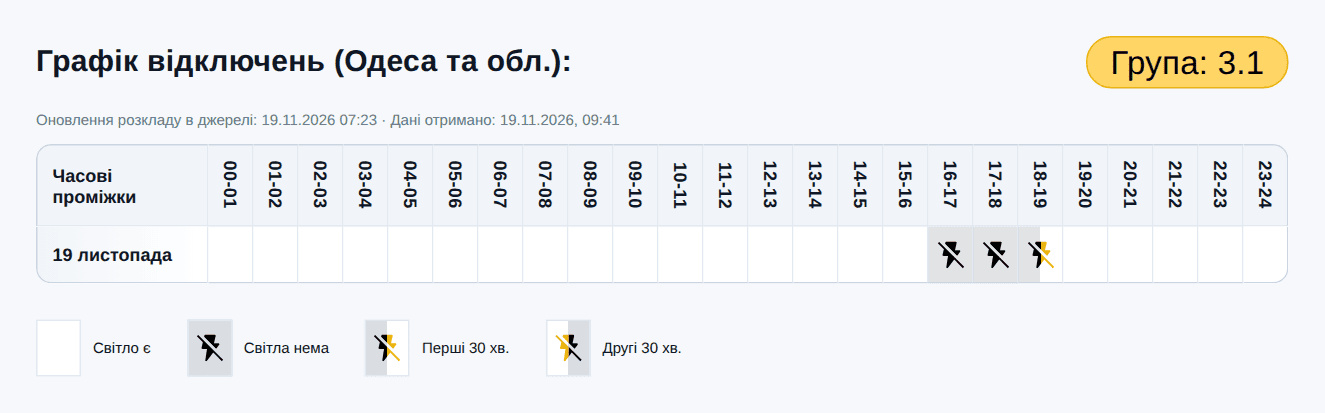 Графік відключень (Одеса та обл.):
Група: 3.1
Оновлення розкладу в джерелі: 19.11.2026 07:23 · Дані отримано: 19.11.2026, 09:41
Часові
проміжки
00-01
01-02
02-03
03-04
04-05
05-06
06-07
07-08
08-09
09-10
10-11
11-12
12-13
13-14
14-15
15-16
16-17
17-18
18-19
19-20
20-21
21-22
22-23
23-24
19 листопада
Світло є
Світла нема
Перші 30 хв.
Другі 30 хв.